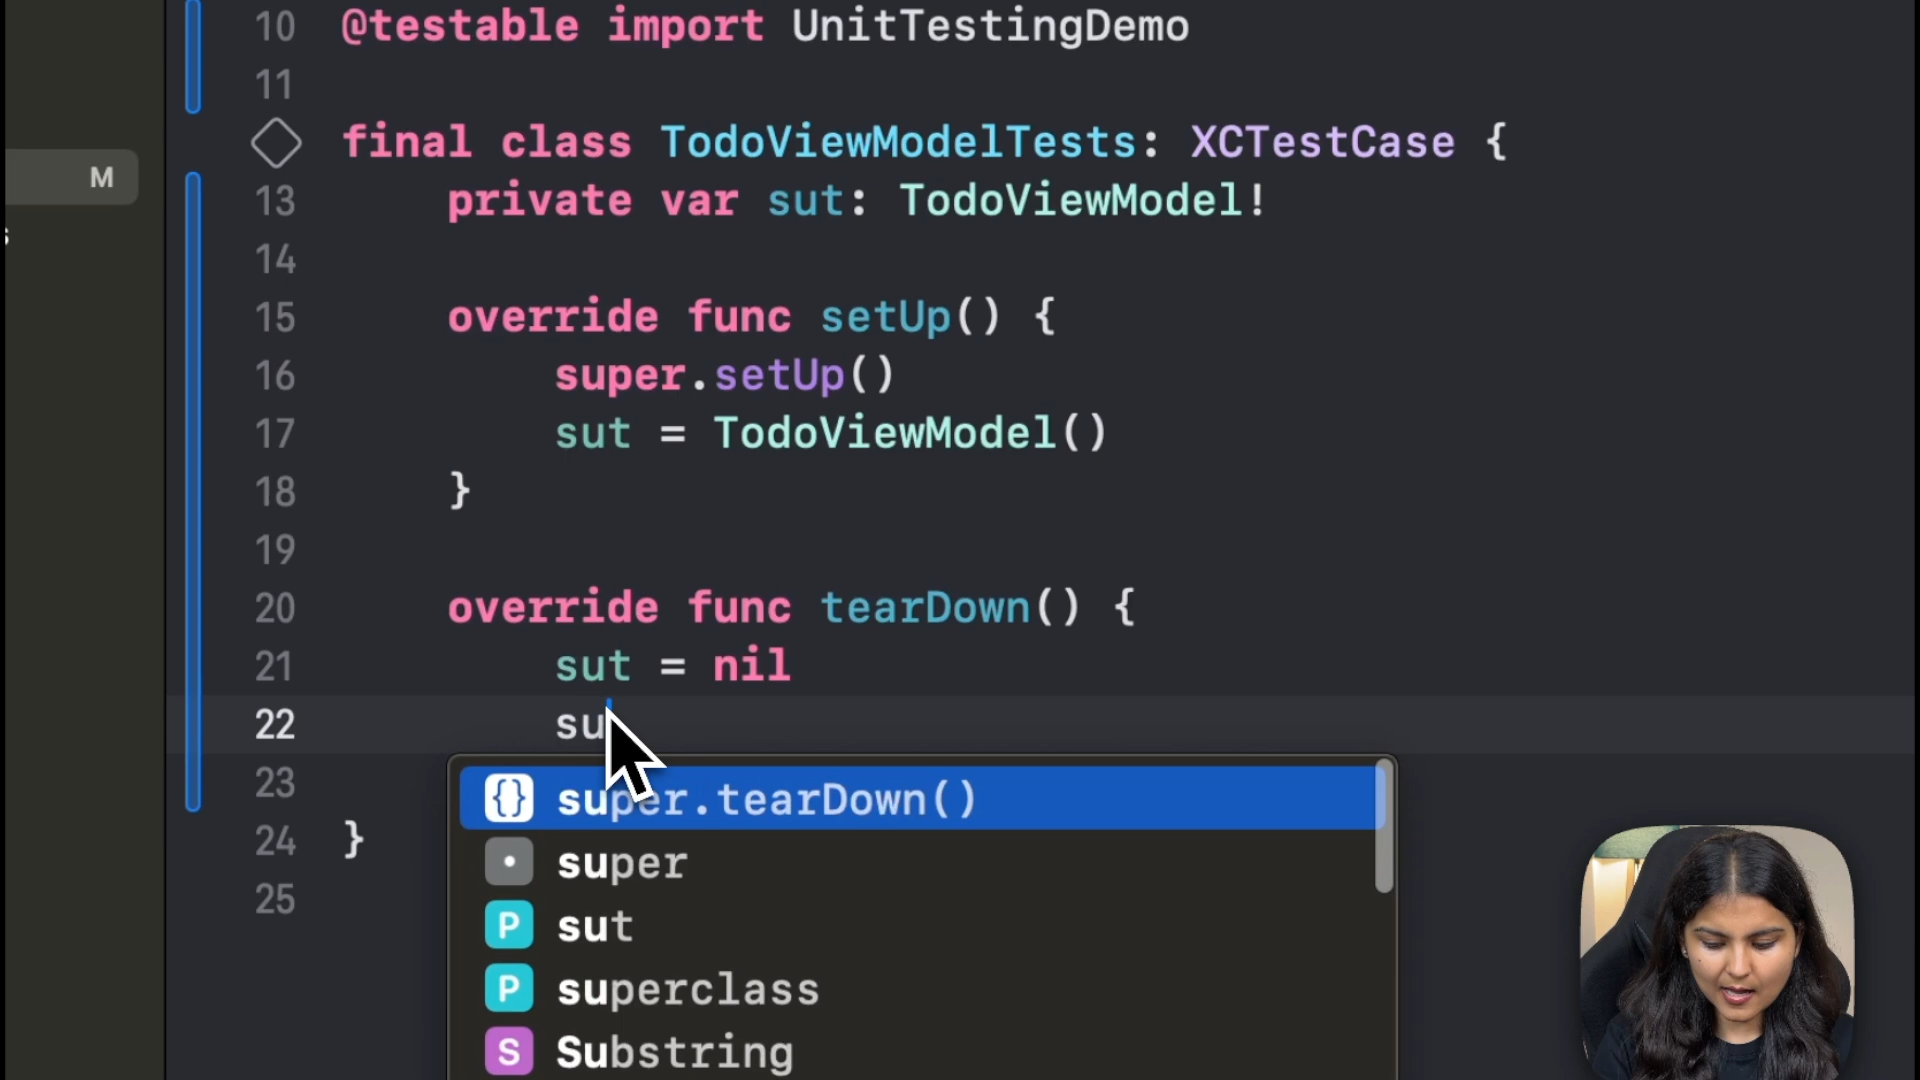 10 @testable import UnitTestingDemo
11
final class TodoViewModelTests: XCTestCase {
M
13 private var sut: TodoViewModel!
s
14
15 override func setUp() {
16 super.setUp()
17 sut = TodoViewModel()
18 }
19
20 override func tearDown() {
21 sut = nil
22 su
23
{} super.tearDown()
24 }
super
25
P sut
P superclass
S Substring